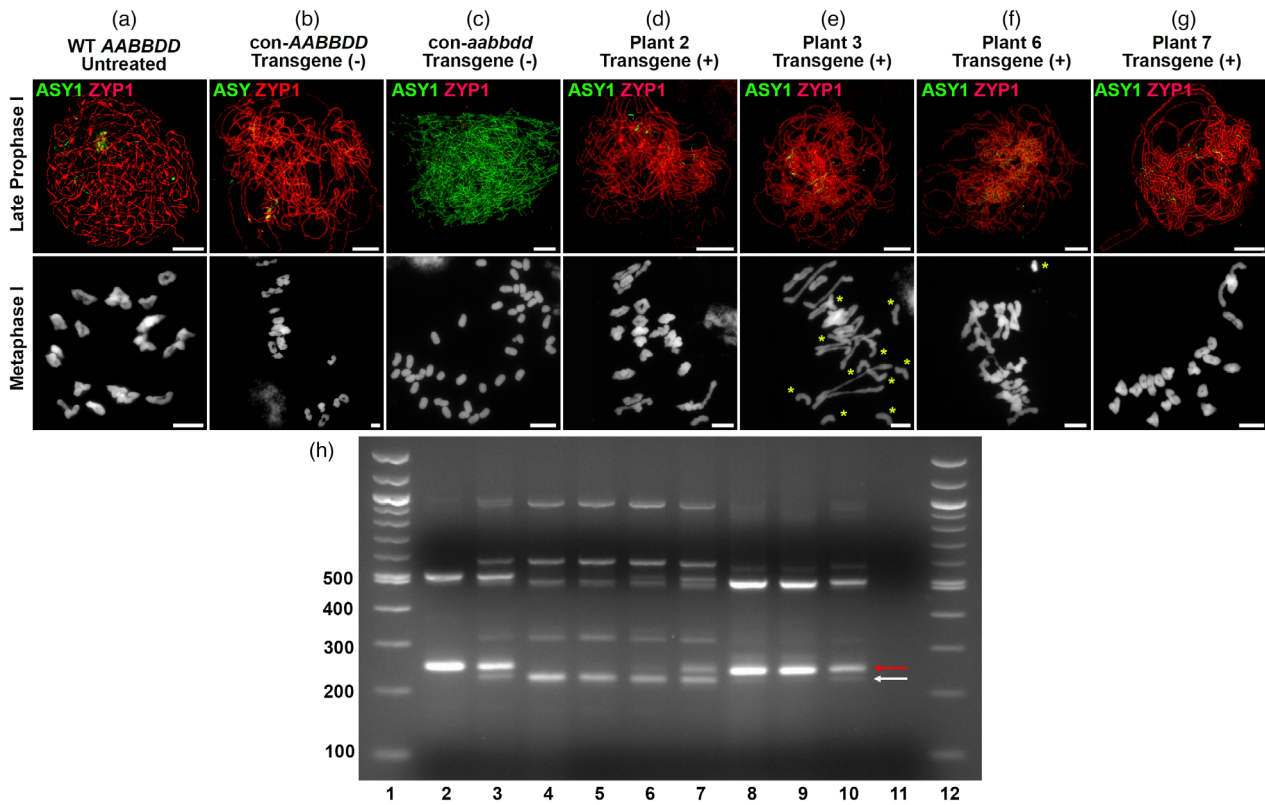 (a) (b) (c) (d) (e) (f) (g)
WT AABBDD con-AABBDD con-aabbdd Plant 2 Plant 3 Plant 6 Plant 7
Untreated Transgene (-) Transgene (-) Transgene (+) Transgene (+) Transgene (+) Transgene (+)
Late Prophase I
ASY1 ZYP1 ASY ZYP1 ASY1 ZYP1 ASY1 ZYP1 ASY1 ZYP1 ASY1 ZYP1 ASY1 ZYP1
Metaphase I
* * * * * * * * * *
(h)
500
400
300
200
100
1 2 3 4 5 6 7 8 9 10 11 12